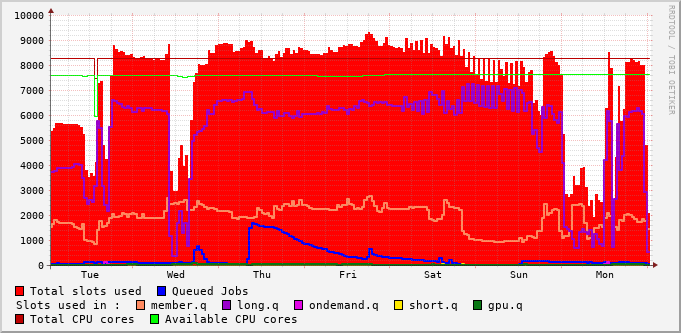 10000
9000
8000
7000
6000
5000
4000
3000
2000
1000
0
Tue Wed Thu Fri Sat Sun Mon
RRDTOOL / TOBI OETIKER
Total slots used Queued Jobs
Slots used in : member.q long.q ondemand.q short.q gpu.q
Total CPU cores Available CPU cores